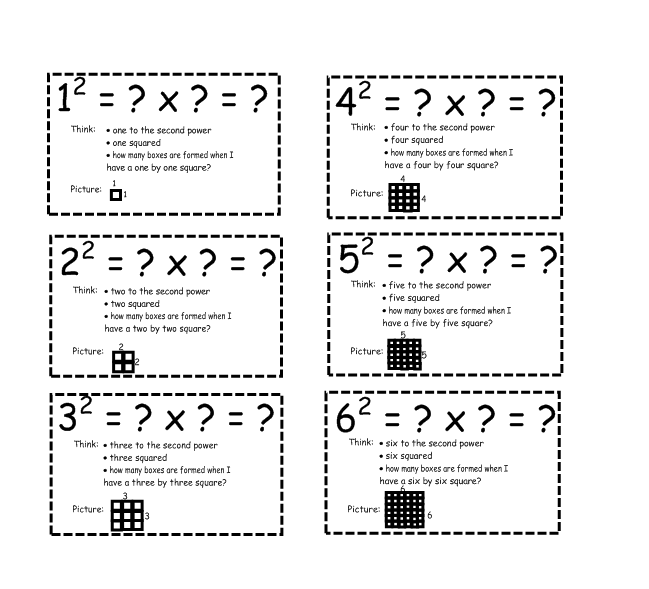 1² = ? x ? = ?
Think: • one to the second power
• one squared
• how many boxes are formed when I
have a one by one square?
1
Picture: 1
2² = ? x ? = ?
Think: • two to the second power
• two squared
• how many boxes are formed when I
have a two by two square?
2
Picture: 2
3² = ? x ? = ?
Think: • three to the second power
• three squared
• how many boxes are formed when I
have a three by three square?
3
Picture: 3
4² = ? x ? = ?
Think: • four to the second power
• four squared
• how many boxes are formed when I
have a four by four square?
4
Picture: 4
5² = ? x ? = ?
Think: • five to the second power
• five squared
• how many boxes are formed when I
have a five by five square?
5
Picture: 5
6² = ? x ? = ?
Think: • six to the second power
• six squared
• how many boxes are formed when I
have a six by six square?
6
Picture: 6